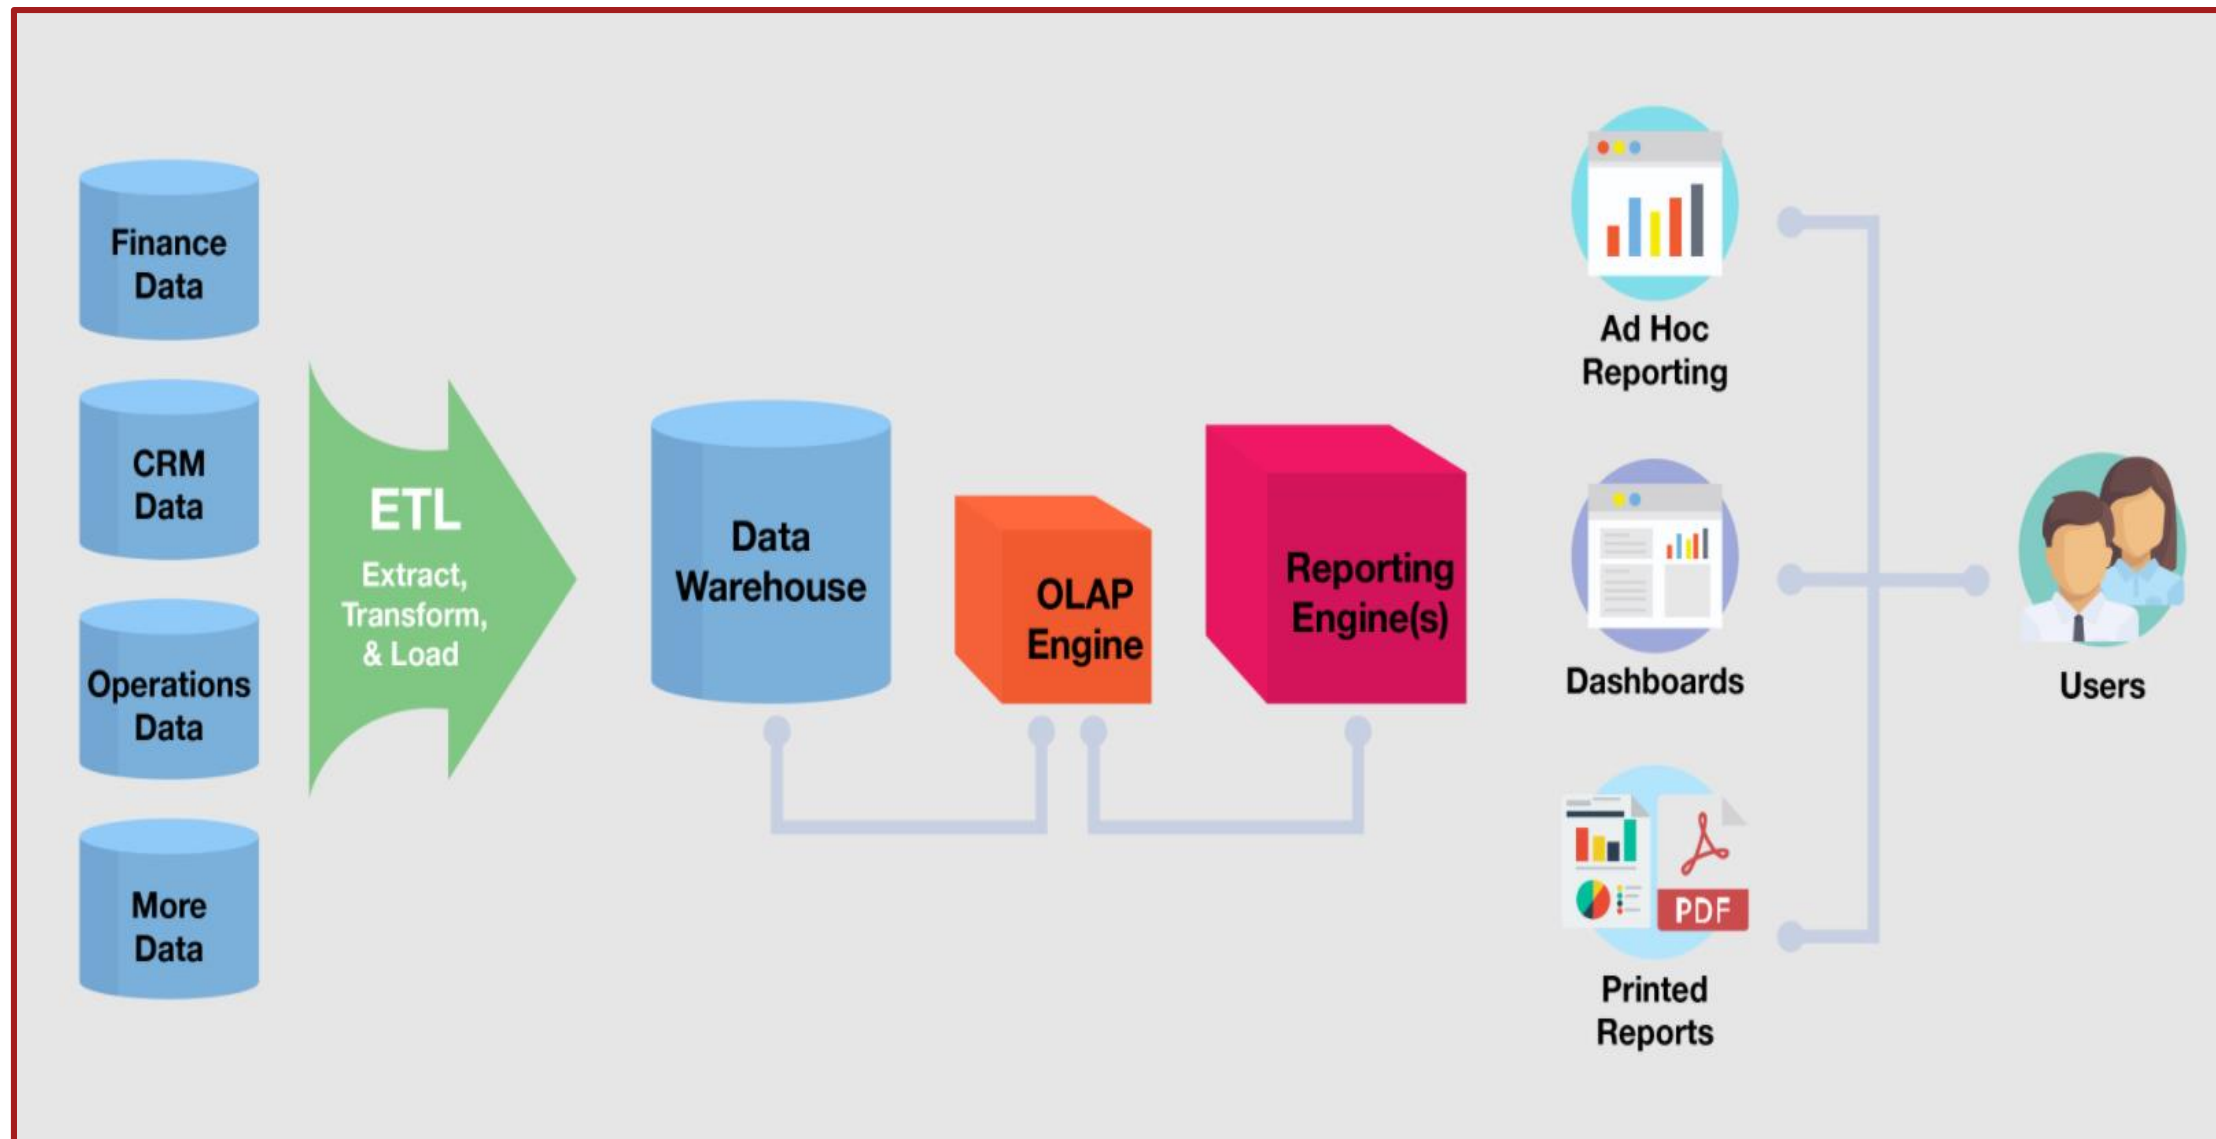 Finance
Data
CRM
Data
Operations
Data
More
Data
ETL
Extract,
Transform,
& Load
Data
Warehouse
OLAP
Engine
Reporting
Engine(s)
Ad Hoc
Reporting
Dashboards
PDF
Printed
Reports
Users